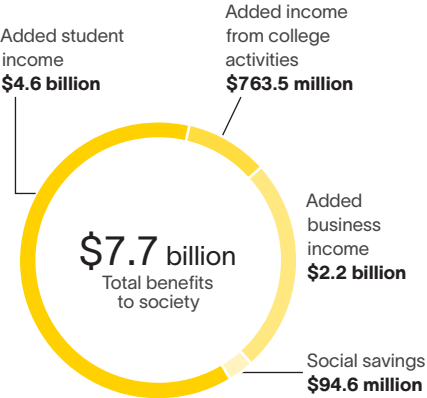 Added student
income
$4.6 billion
Added income
from college
activities
$763.5 million
Added
business
income
$2.2 billion
$7.7 billion
Total benefits
to society
Social savings
$94.6 million